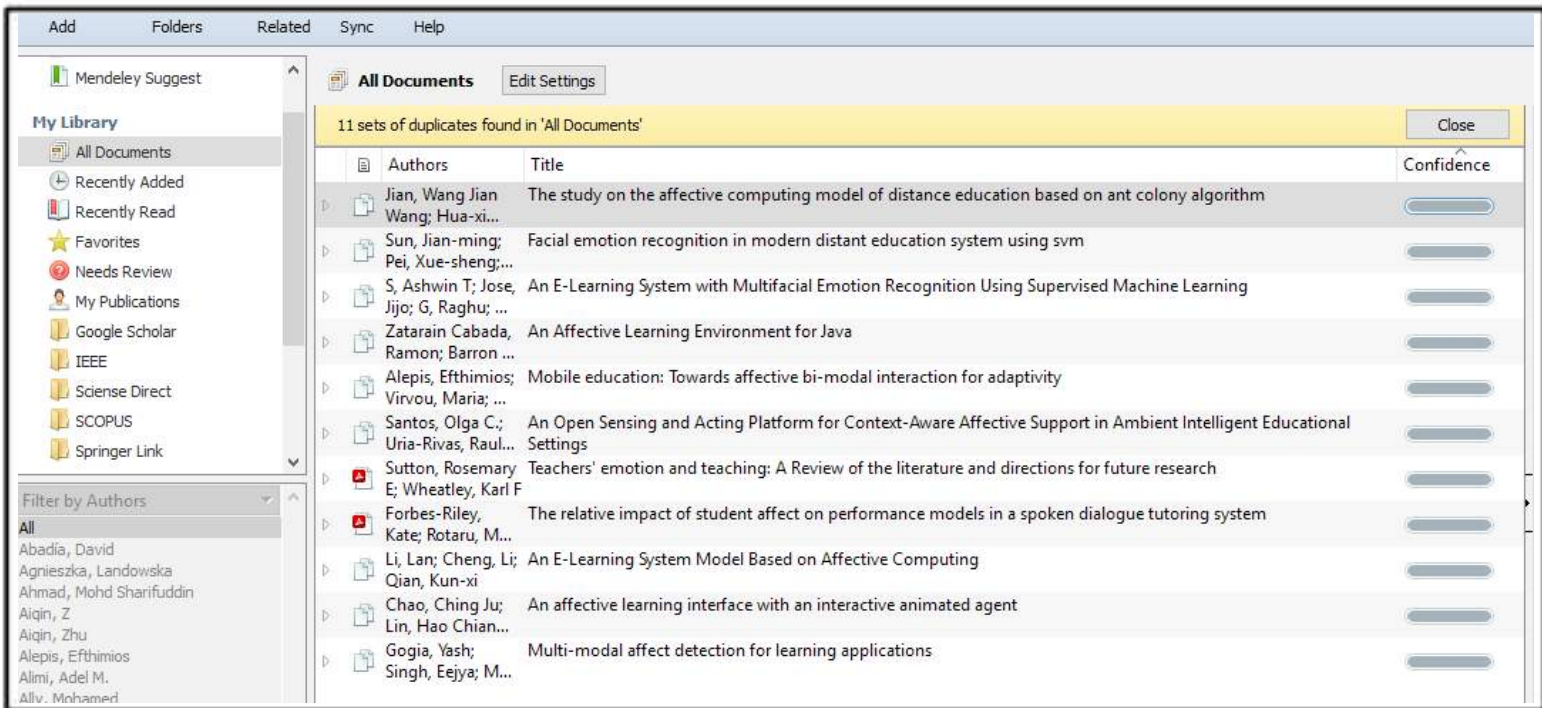 Add Folders Related Sync Help
Mendeley Suggest
My Library
All Documents
Recently Added
Recently Read
Favorites
Needs Review
My Publications
Google Scholar
IEEE
Sciense Direct
SCOPUS
Springer Link
Filter by Authors
All
Abadía, David
Agnieszka, Landowska
Ahmad, Mohd Sharifuddin
Aiqin, Z
Aiqin, Zhu
Alepis, Efthimios
Alimi, Adel M.
Ally, Mohamed
All Documents Edit Settings
11 sets of duplicates found in 'All Documents' Close
Authors Title Confidence
Jian, Wang Jian The study on the affective computing model of distance education based on ant colony algorithm
Wang; Hua-xi...
Sun, Jian-ming; Facial emotion recognition in modern distant education system using svm
Pei, Xue-sheng;...
S, Ashwin T; Jose, An E-Learning System with Multifacial Emotion Recognition Using Supervised Machine Learning
Jijo; G, Raghu; ...
Zatarain Cabada, An Affective Learning Environment for Java
Ramon; Barron ...
Alepis, Efthimios; Mobile education: Towards affective bi-modal interaction for adaptivity
Virvou, Maria; ...
Santos, Olga C.; An Open Sensing and Acting Platform for Context-Aware Affective Support in Ambient Intelligent Educational
Uria-Rivas, Raul... Settings
Sutton, Rosemary Teachers' emotion and teaching: A Review of the literature and directions for future research
E; Wheatley, Karl F
Forbes-Riley, The relative impact of student affect on performance models in a spoken dialogue tutoring system
Kate; Rotaru, M...
Li, Lan; Cheng, Li; An E-Learning System Model Based on Affective Computing
Qian, Kun-xi
Chao, Ching Ju; An affective learning interface with an interactive animated agent
Lin, Hao Chian...
Gogia, Yash; Multi-modal affect detection for learning applications
Singh, Eejya; M...